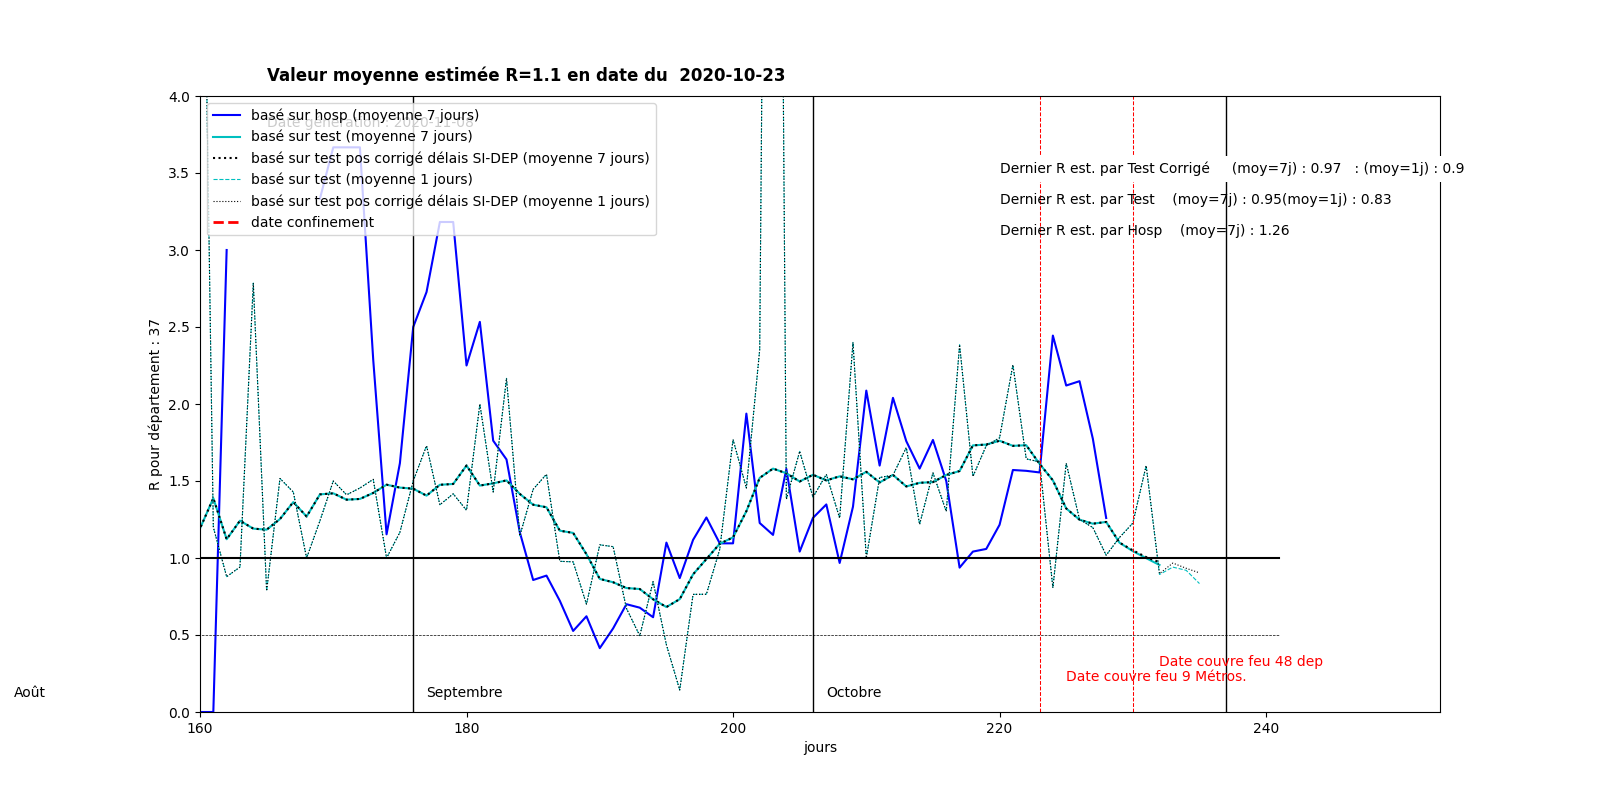 Valeur moyenne estimée R=1.1 en date du  2020-10-23
Date génération : 2020-11-08
basé sur hosp (moyenne 7 jours)
basé sur test (moyenne 7 jours)
basé sur test pos corrigé délais SI-DEP (moyenne 7 jours)
basé sur test (moyenne 1 jours)
basé sur test pos corrigé délais SI-DEP (moyenne 1 jours)
date confinement
Dernier R est. par Test Corrigé     (moy=7j) : 0.97   : (moy=1j) : 0.9
Dernier R est. par Test    (moy=7j) : 0.95(moy=1j) : 0.83
Dernier R est. par Hosp    (moy=7j) : 1.26
4.0
3.5
3.0
2.5
2.0
1.5
1.0
0.5
0.0
R pour département : 37
Date couvre feu 48 dep
Date couvre feu 9 Métros.
Août
Septembre
Octobre
160
180
200
220
240
jours